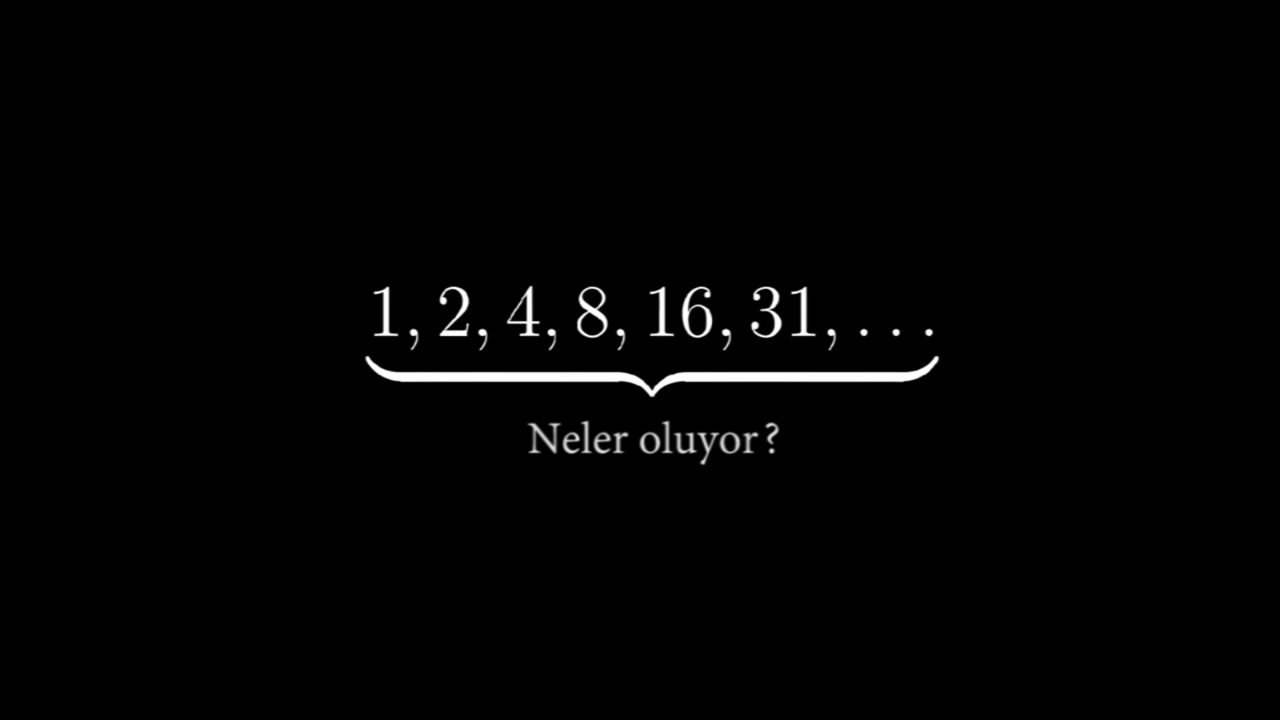 1, 2, 4, 8, 16, 31, . . .
Neler oluyor?